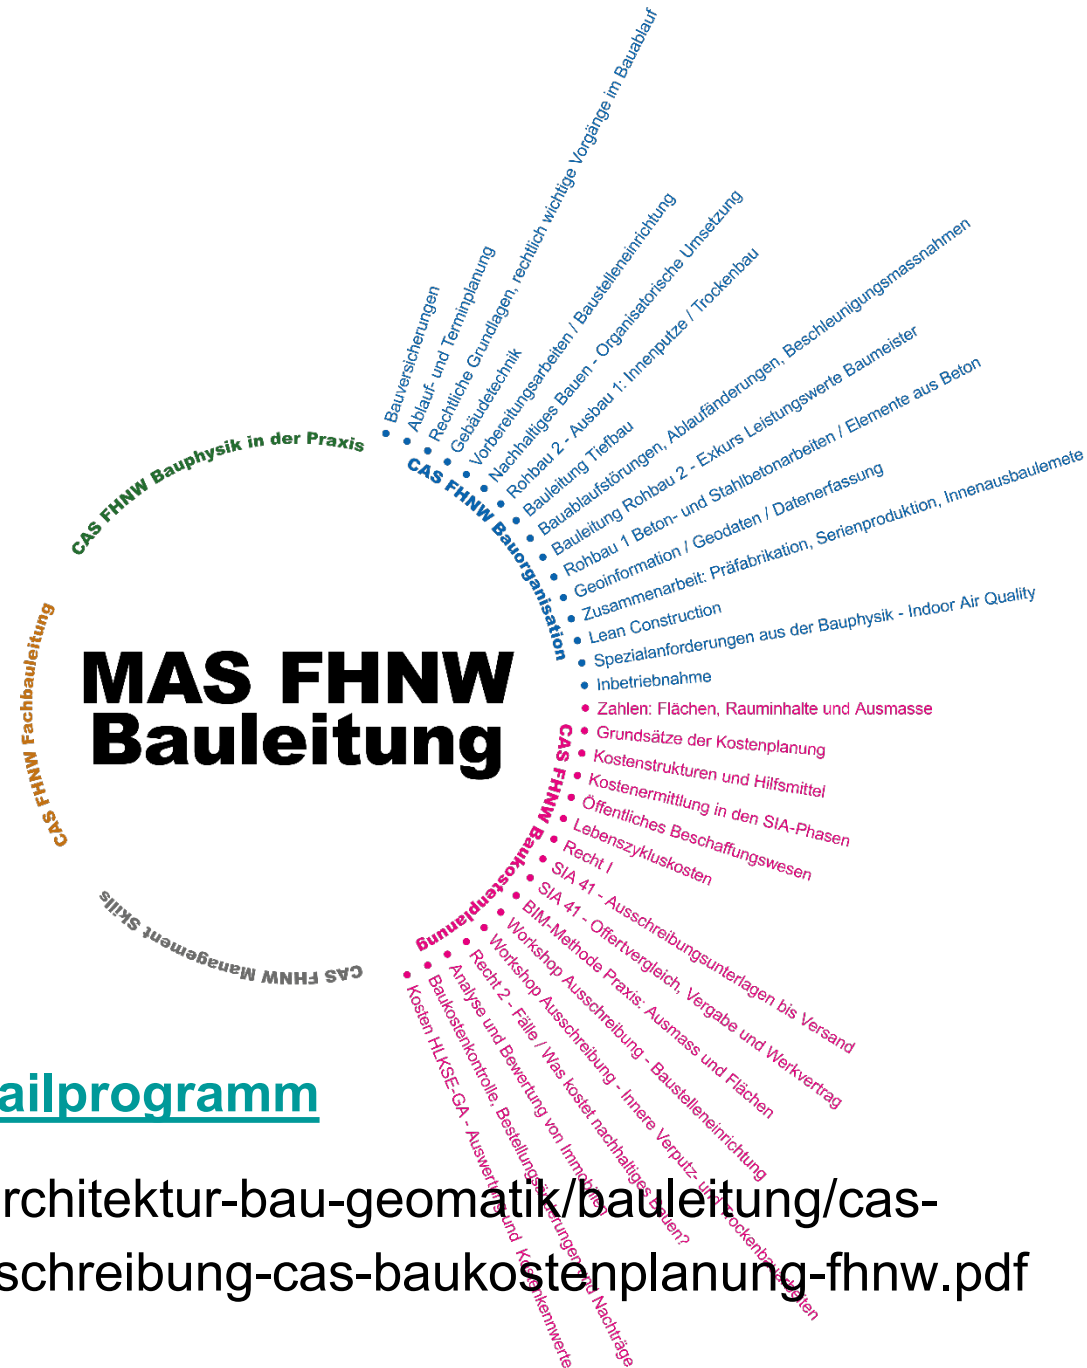 MAS FHNW
Bauleitung
CAS FHNW Bauphysik in der Praxis
CAS FHNW Fachbauleitung
CAS FHNW Management Skills
CAS FHNW Bauorganisation
• Bauversicherungen
• Ablauf- und Terminplanung
• Rechtliche Grundlagen, rechtlich wichtige Vorgänge im Bauablauf
• Gebäudetechnik
• Vorbereitungsarbeiten / Baustelleneinrichtung
• Nachhaltiges Bauen - Organisatorische Umsetzung
• Rohbau 2 - Ausbau 1: Innenputze / Trockenbau
• Bauleitung Tiefbau
• Bauablaufstörungen, Ablaufänderungen, Beschleunigungsmassnahmen
• Bauleitung Rohbau 2 - Exkurs Leistungswerte Baumeister
• Rohbau 1 Beton- und Stahlbetonarbeiten / Elemente aus Beton
• Geoinformation / Geodaten / Datenerfassung
• Zusammenarbeit: Präfabrikation, Serienproduktion, Innenausbaulemete
• Lean Construction
• Spezialanforderungen aus der Bauphysik - Indoor Air Quality
• Inbetriebnahme
CAS FHNW Baukostenplanung
• Zahlen: Flächen, Rauminhalte und Ausmasse
• Grundsätze der Kostenplanung
• Kostenstrukturen und Hilfsmittel
• Kostenermittlung in den SIA-Phasen
• Öffentliches Beschaffungswesen
• Lebenszykluskosten
• Recht I
• SIA 41 - Ausschreibungsunterlagen bis Versand
• SIA 41 - Offertvergleich, Vergabe und Werkvertrag
• BIM-Methode Praxis: Ausmass und Flächen
• Workshop Ausschreibung - Baustelleneinrichtung
• Workshop Ausschreibung - Innere Verputz- und Trockenbauarbeiten
• Recht 2 - Fälle / Was kostet nachhaltiges Bauen?
• Analyse und Bewertung von Immobilien
• Baukostenkontrolle, Bestellungsänderungen und Nachträge
• Kosten HLKSE-GA - Auswertung und Kostenkennwerte
ailprogramm
rchitektur-bau-geomatik/bauleitung/cas-
schreibung-cas-baukostenplanung-fhnw.pdf